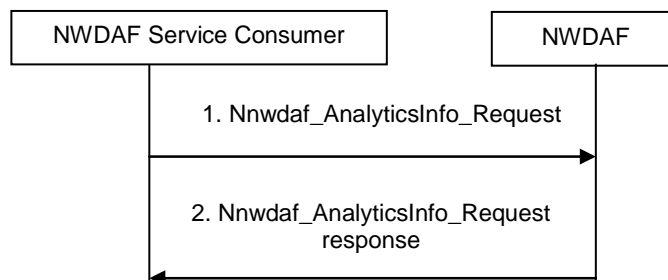 NWDAF Service Consumer
NWDAF
1. Nnwdaf_AnalyticsInfo_Request
2. Nnwdaf_AnalyticsInfo_Request
response